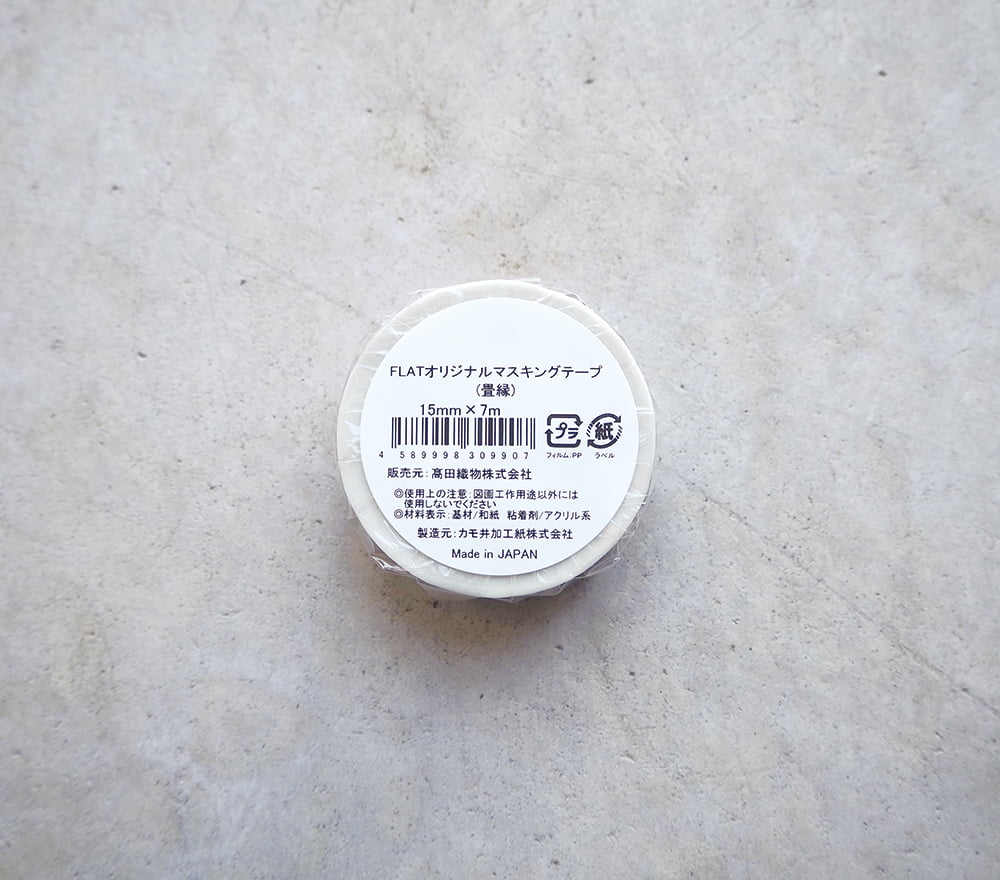 FLATオリジナルマスキングテープ
(畳縁)
15mm×7m
4 589998 309907
プラ
紙
フィルム:PP
ラベル
販売元:髙田織物株式会社
◎使用上の注意:図画工作用途以外には
使用しないでください
◎材料表示:基材/和紙 粘着剤/アクリル系
製造元:カモ井加工紙株式会社
Made in JAPAN